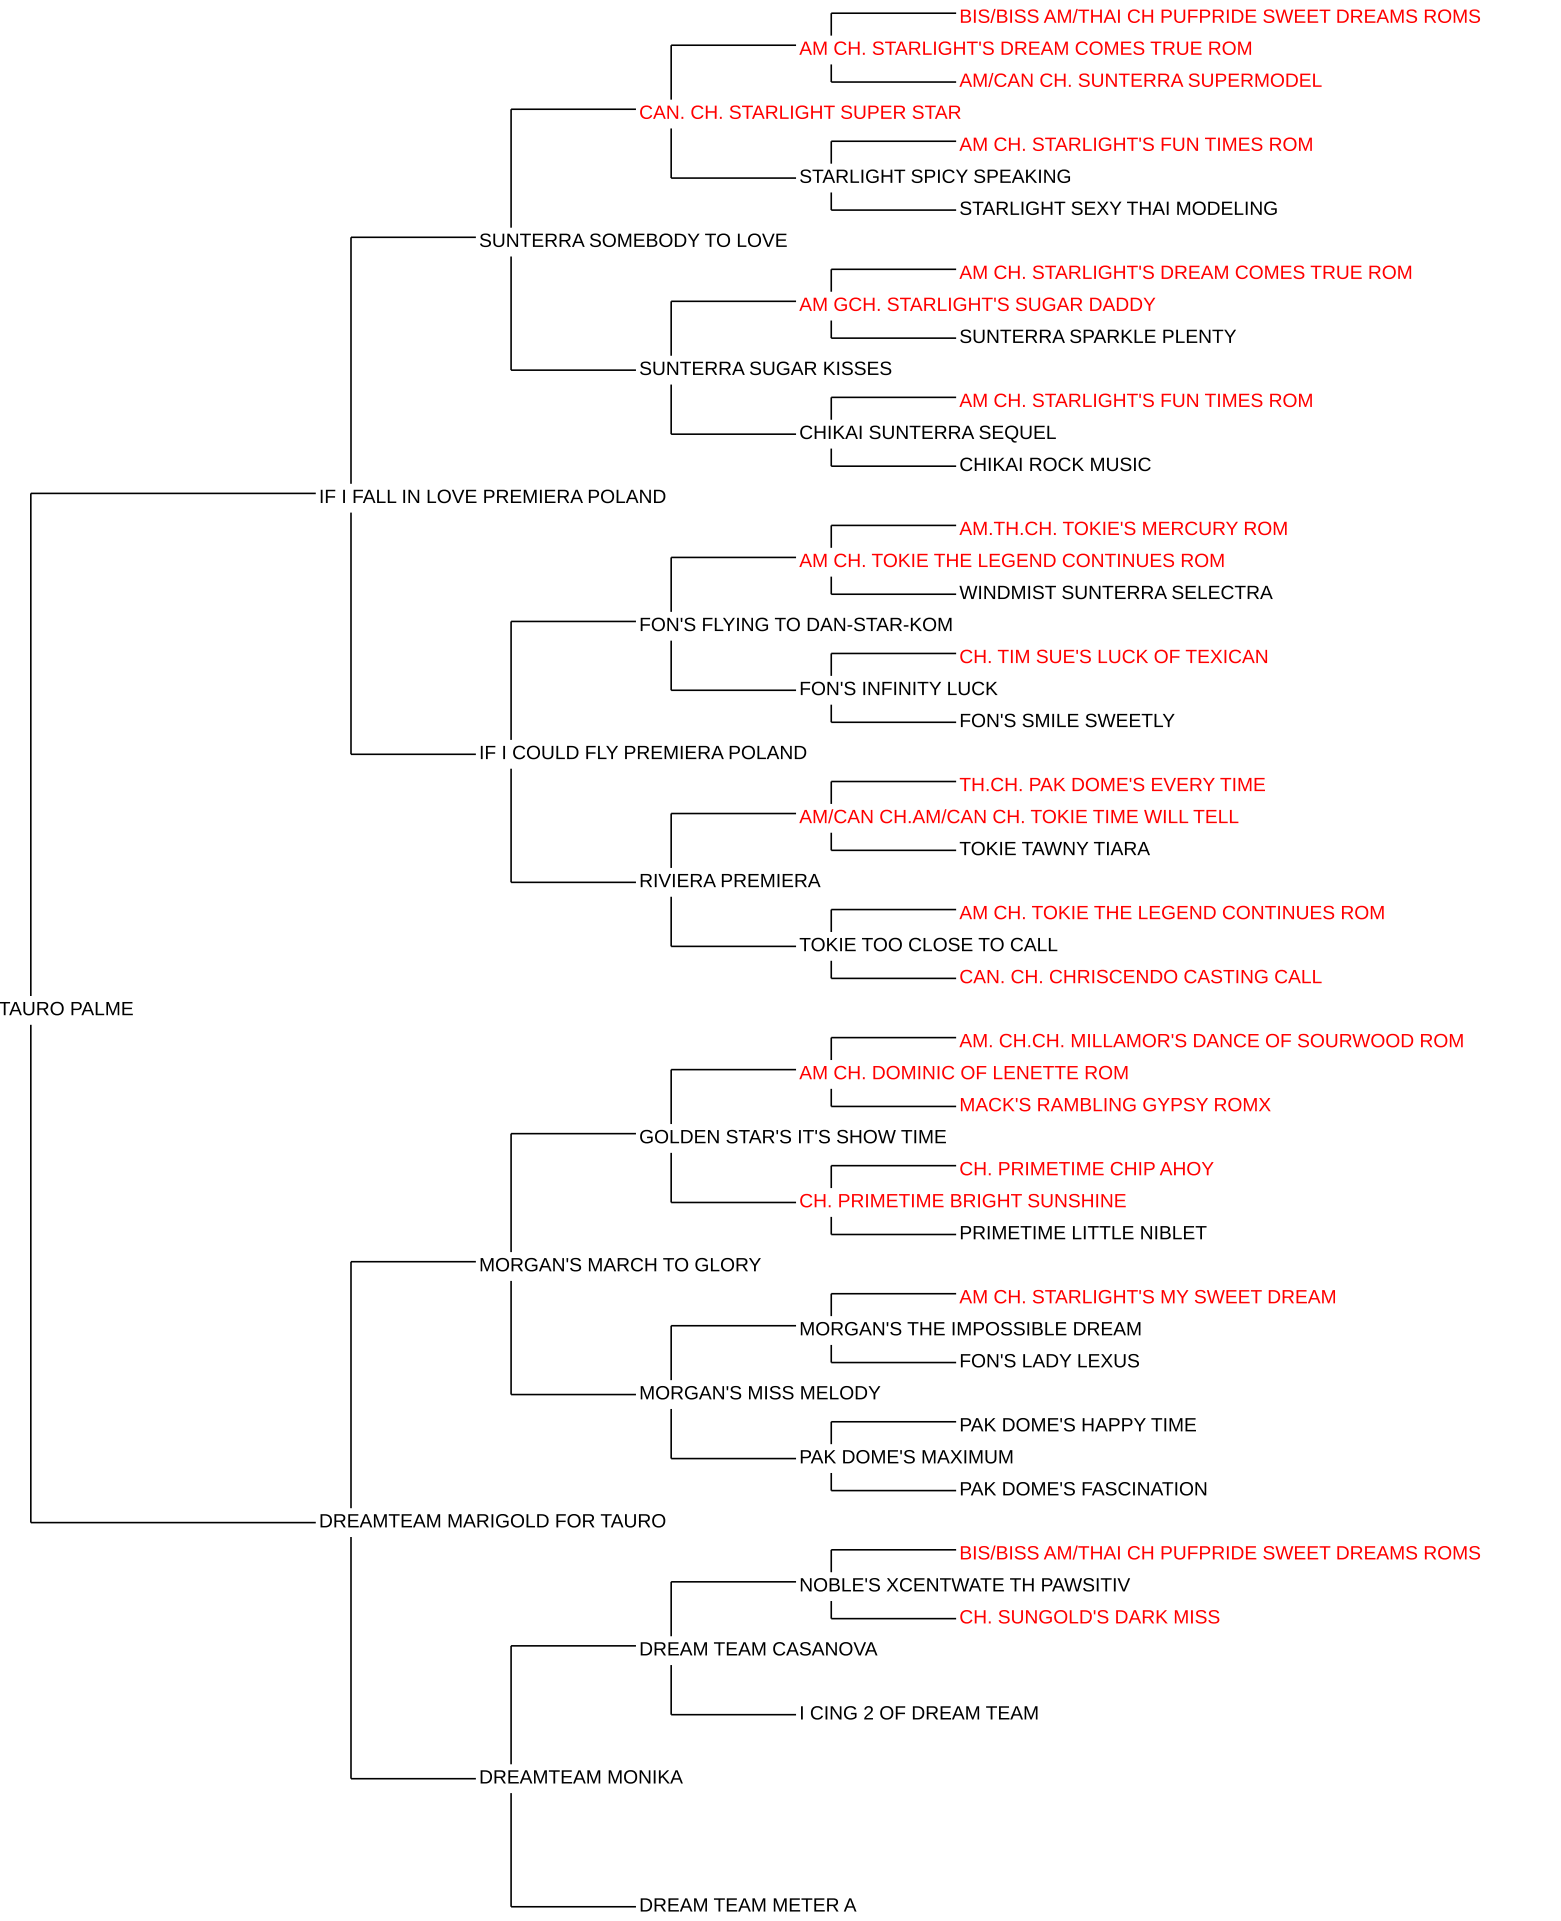 BIS/BISS AM/THAI CH PUFPRIDE SWEET DREAMS ROMS
AM CH. STARLIGHT'S DREAM COMES TRUE ROM
AM/CAN CH. SUNTERRA SUPERMODEL
CAN. CH. STARLIGHT SUPER STAR
AM CH. STARLIGHT'S FUN TIMES ROM
STARLIGHT SPICY SPEAKING
STARLIGHT SEXY THAI MODELING
SUNTERRA SOMEBODY TO LOVE
AM CH. STARLIGHT'S DREAM COMES TRUE ROM
AM GCH. STARLIGHT'S SUGAR DADDY
SUNTERRA SPARKLE PLENTY
SUNTERRA SUGAR KISSES
AM CH. STARLIGHT'S FUN TIMES ROM
CHIKAI SUNTERRA SEQUEL
CHIKAI ROCK MUSIC
IF I FALL IN LOVE PREMIERA POLAND
AM.TH.CH. TOKIE'S MERCURY ROM
AM CH. TOKIE THE LEGEND CONTINUES ROM
WINDMIST SUNTERRA SELECTRA
FON'S FLYING TO DAN-STAR-KOM
CH. TIM SUE'S LUCK OF TEXICAN
FON'S INFINITY LUCK
FON'S SMILE SWEETLY
IF I COULD FLY PREMIERA POLAND
TH.CH. PAK DOME'S EVERY TIME
AM/CAN CH.AM/CAN CH. TOKIE TIME WILL TELL
TOKIE TAWNY TIARA
RIVIERA PREMIERA
AM CH. TOKIE THE LEGEND CONTINUES ROM
TOKIE TOO CLOSE TO CALL
CAN. CH. CHRISCENDO CASTING CALL
TAURO PALME
AM. CH.CH. MILLAMOR'S DANCE OF SOURWOOD ROM
AM CH. DOMINIC OF LENETTE ROM
MACK'S RAMBLING GYPSY ROMX
GOLDEN STAR'S IT'S SHOW TIME
CH. PRIMETIME CHIP AHOY
CH. PRIMETIME BRIGHT SUNSHINE
PRIMETIME LITTLE NIBLET
MORGAN'S MARCH TO GLORY
AM CH. STARLIGHT'S MY SWEET DREAM
MORGAN'S THE IMPOSSIBLE DREAM
FON'S LADY LEXUS
MORGAN'S MISS MELODY
PAK DOME'S HAPPY TIME
PAK DOME'S MAXIMUM
PAK DOME'S FASCINATION
DREAMTEAM MARIGOLD FOR TAURO
BIS/BISS AM/THAI CH PUFPRIDE SWEET DREAMS ROMS
NOBLE'S XCENTWATE TH PAWSITIV
CH. SUNGOLD'S DARK MISS
DREAM TEAM CASANOVA
I CING 2 OF DREAM TEAM
DREAMTEAM MONIKA
DREAM TEAM METER A